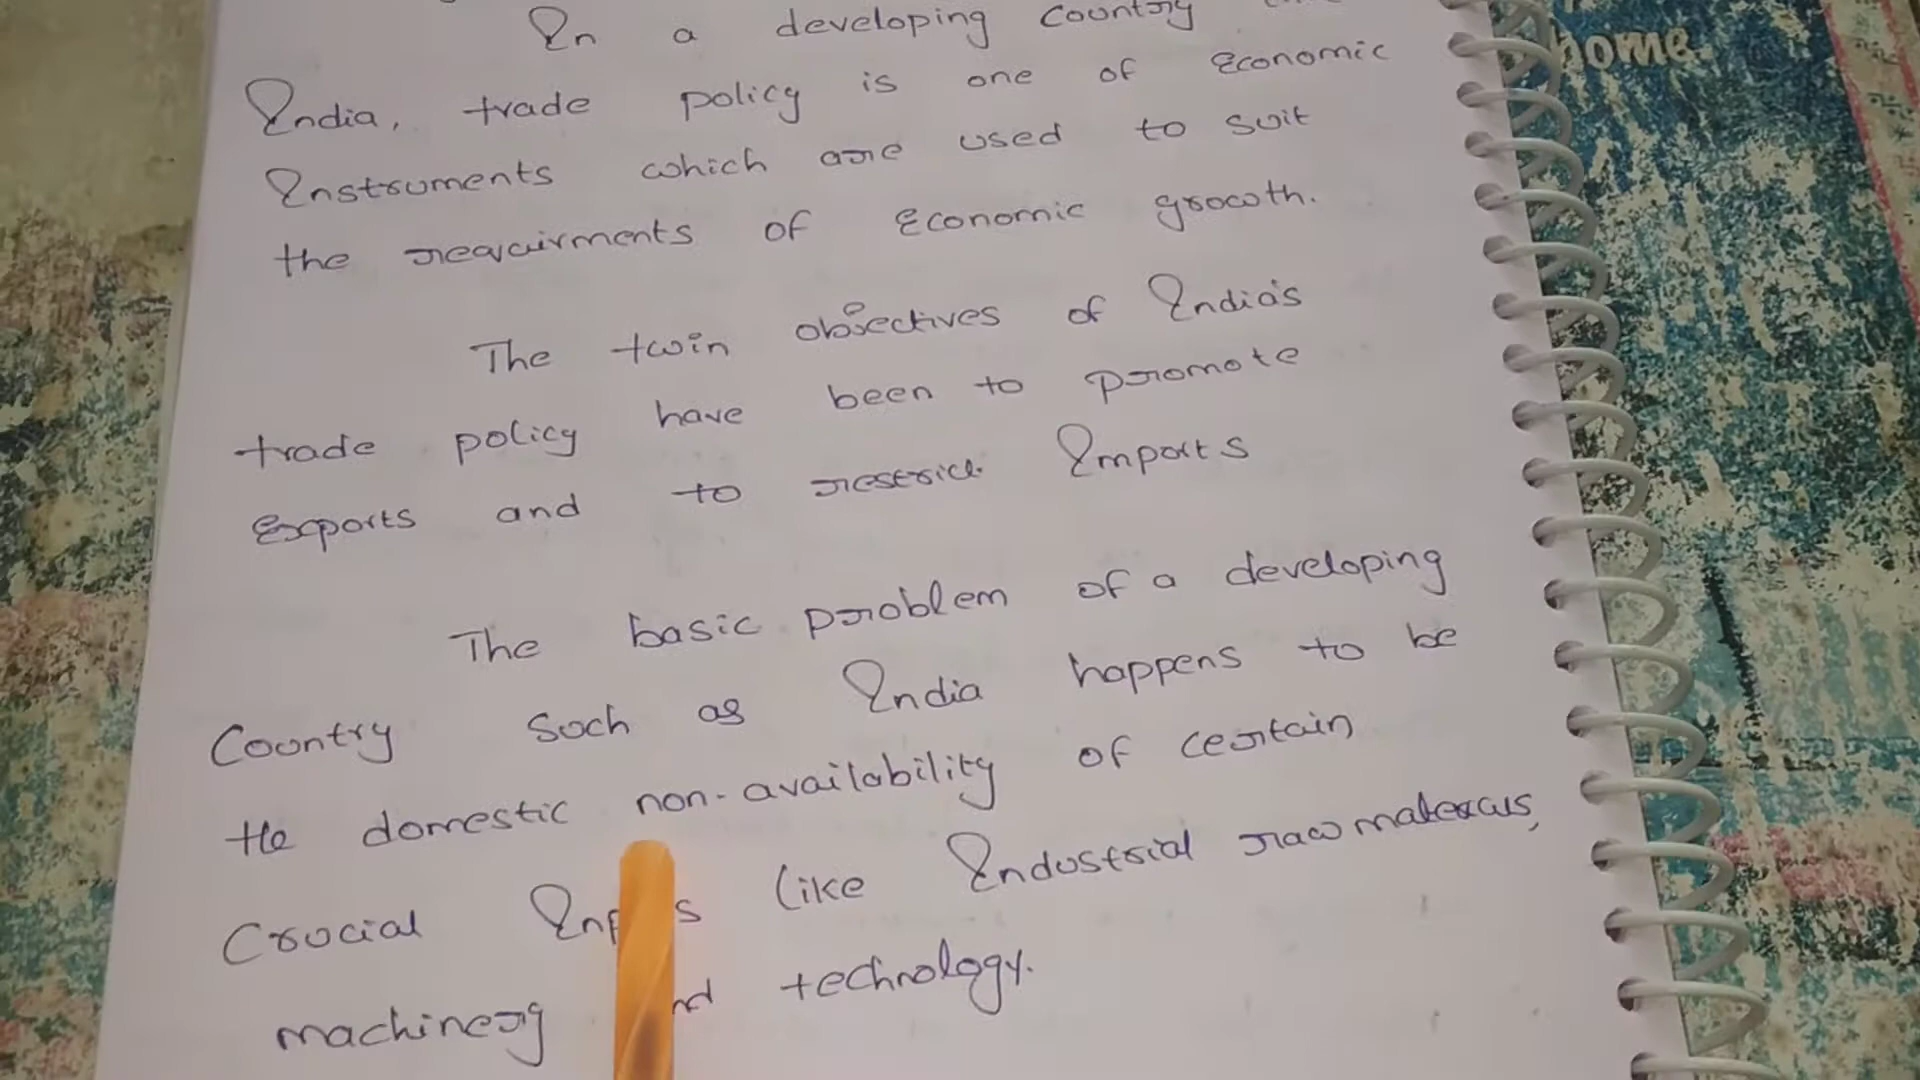 In a developing country
India, trade policy is one of Economic
Instruments which are used to suit
the requirments of Economic growth.
The twin objectives of India's
trade policy have been to promote
Exports and to restrict Imports
The basic problem of a developing
Country Such as India happens to be
the domestic non-availability of certain
Crucial like Industrial raw materials,
machinery technology.
home.